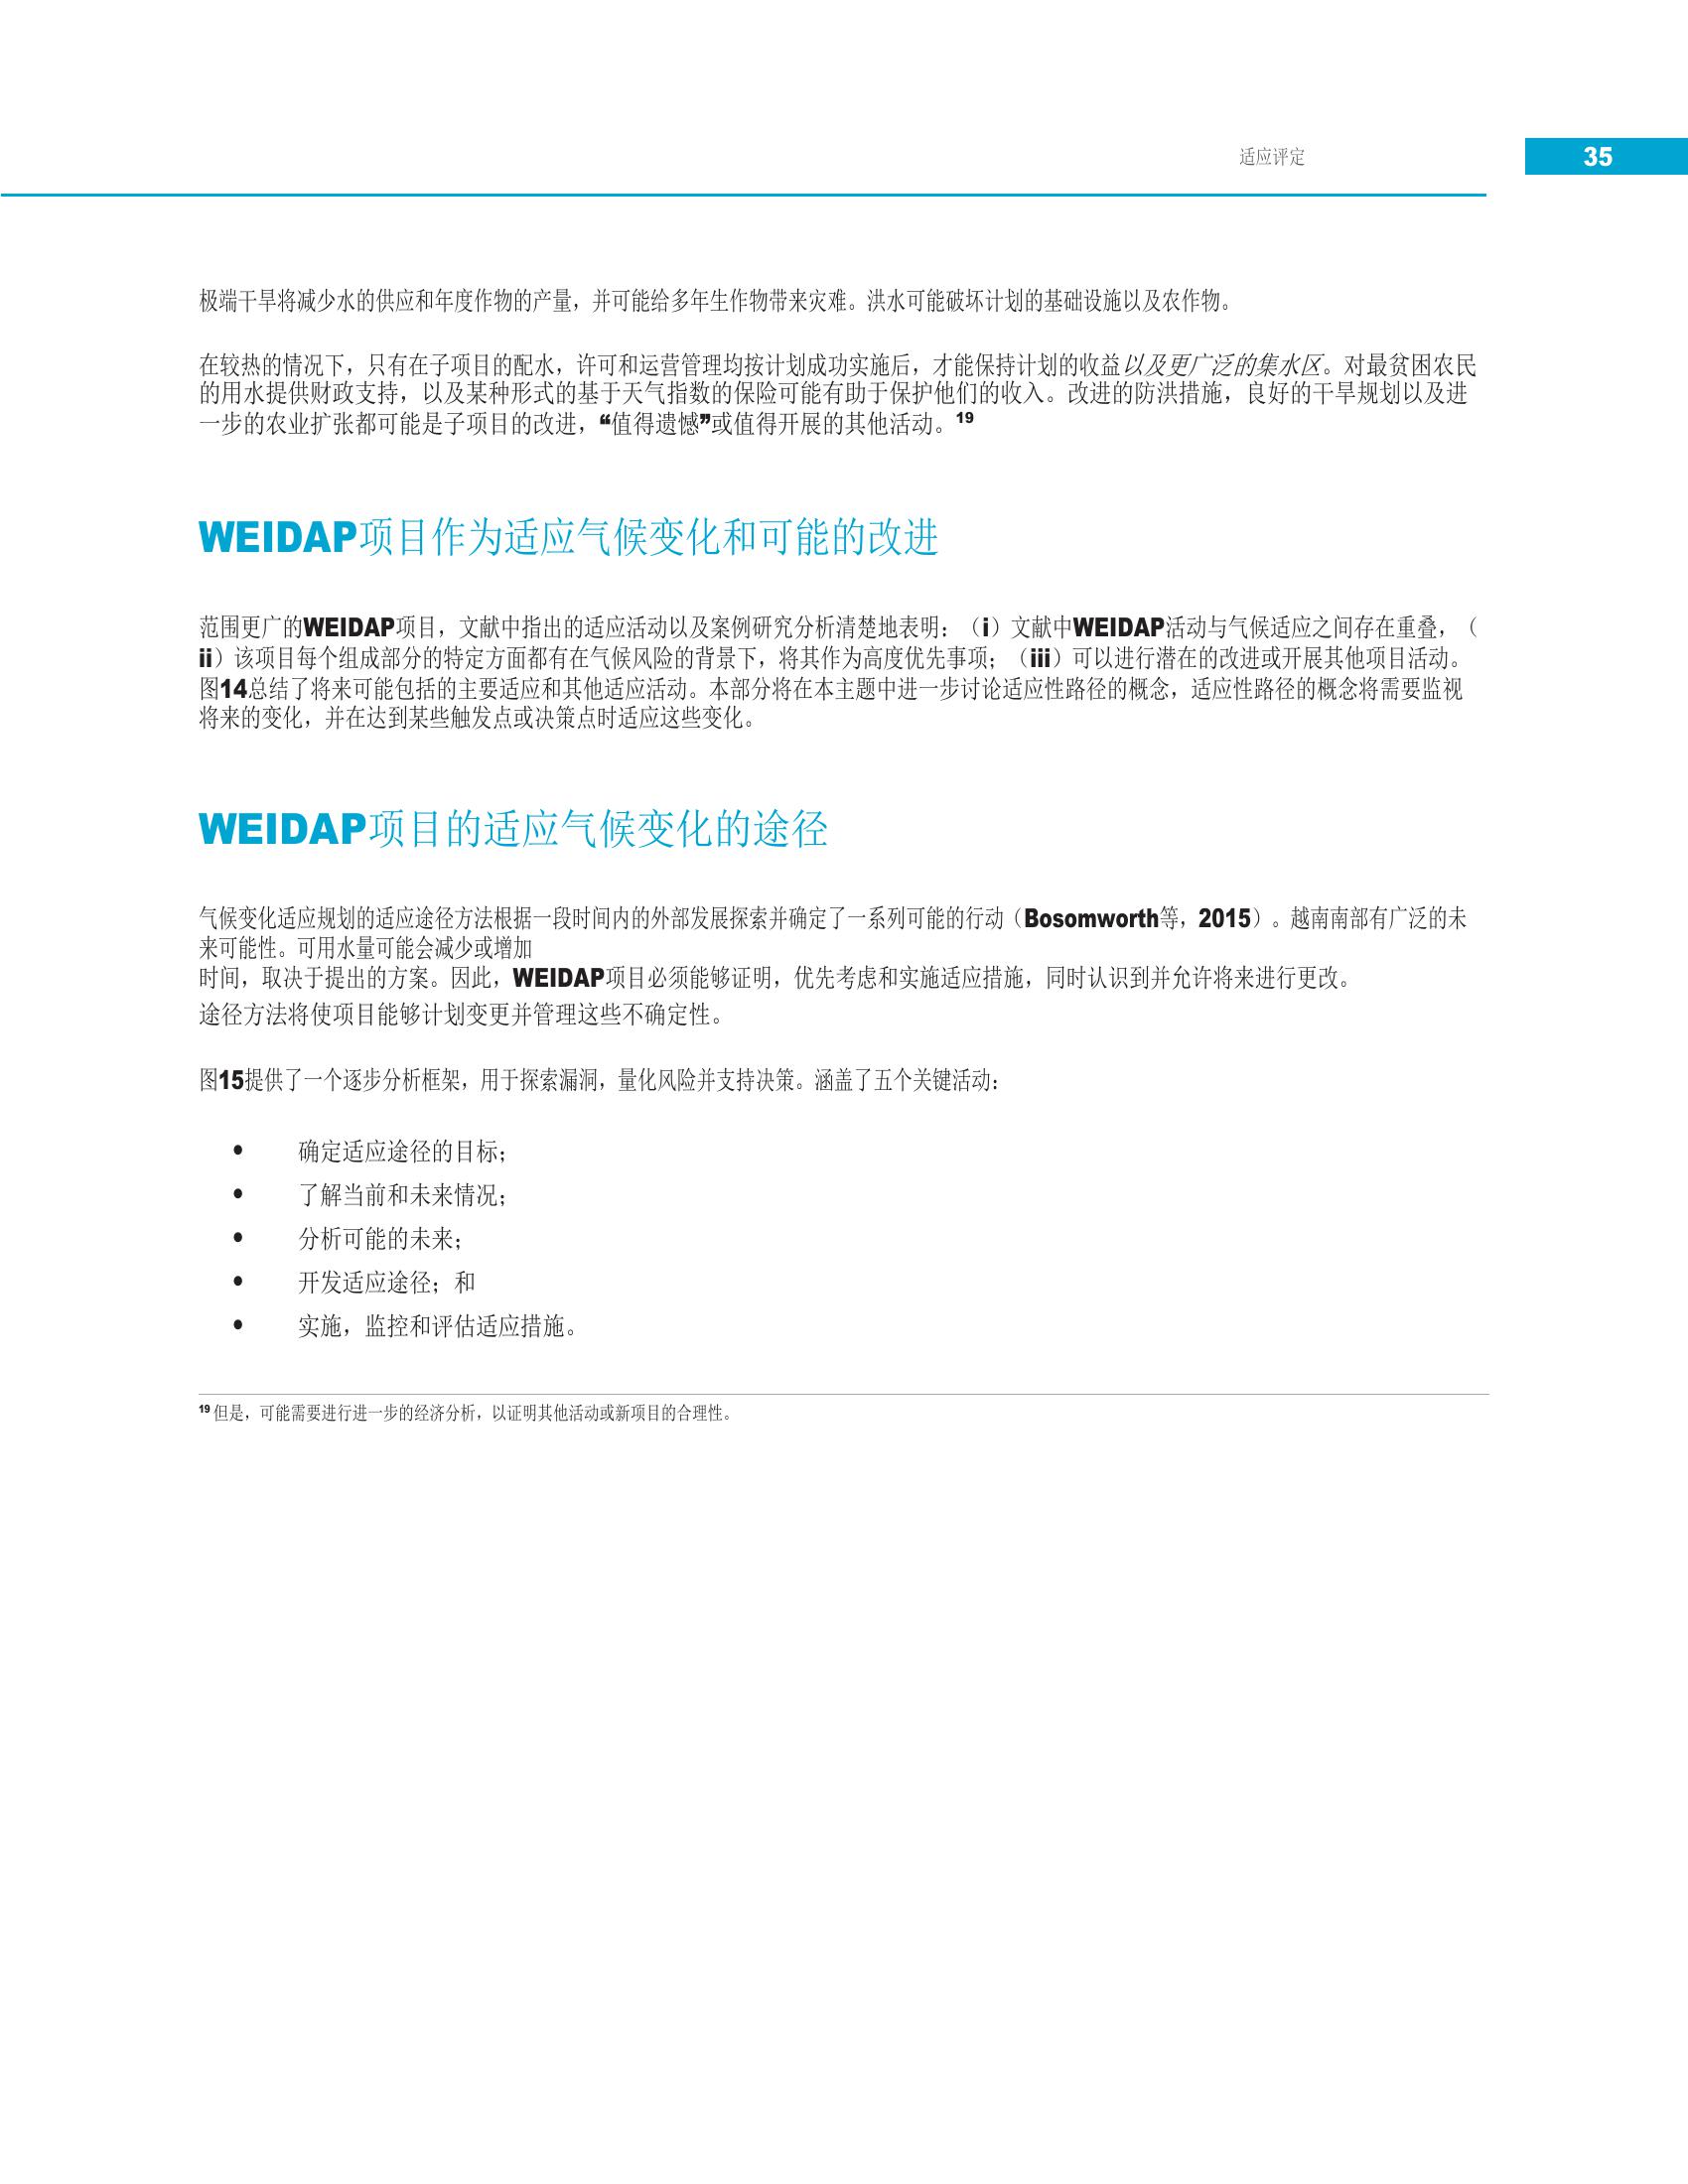 适应评定
35
极端干旱将减少水的供应和年度作物的产量，并可能给多年生作物带来灾难。洪水可能破坏计划的基础设施以及农作物。
在较热的情况下，只有在子项目的配水，许可和运营管理均按计划成功实施后，才能保持计划的收益以及更广泛的集水区。对最贫困农民
的用水提供财政支持，以及某种形式的基于天气指数的保险可能有助于保护他们的收入。改进的防洪措施，良好的干旱规划以及进
一步的农业扩张都可能是子项目的改进，“值得遗憾”或值得开展的其他活动。19
WEIDAP项目作为适应气候变化和可能的改进
范围更广的WEIDAP项目，文献中指出的适应活动以及案例研究分析清楚地表明：（i）文献中WEIDAP活动与气候适应之间存在重叠，（
ii）该项目每个组成部分的特定方面都有在气候风险的背景下，将其作为高度优先事项；（iii）可以进行潜在的改进或开展其他项目活动。
图14总结了将来可能包括的主要适应和其他适应活动。本部分将在本主题中进一步讨论适应性路径的概念，适应性路径的概念将需要监视
将来的变化，并在达到某些触发点或决策点时适应这些变化。
WEIDAP项目的适应气候变化的途径
气候变化适应规划的适应途径方法根据一段时间内的外部发展探索并确定了一系列可能的行动（Bosomworth等，2015）。越南南部有广泛的未
来可能性。可用水量可能会减少或增加
时间，取决于提出的方案。因此，WEIDAP项目必须能够证明，优先考虑和实施适应措施，同时认识到并允许将来进行更改。
途径方法将使项目能够计划变更并管理这些不确定性。
图15提供了一个逐步分析框架，用于探索漏洞，量化风险并支持决策。涵盖了五个关键活动：
• 确定适应途径的目标；
• 了解当前和未来情况；
• 分析可能的未来；
• 开发适应途径；和
• 实施，监控和评估适应措施。
19 但是，可能需要进行进一步的经济分析，以证明其他活动或新项目的合理性。